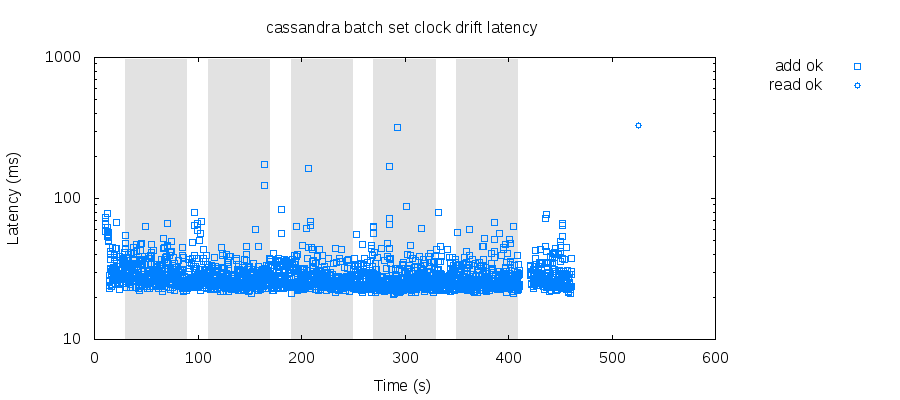 cassandra batch set clock drift latency
add ok
read ok
Latency (ms)
1000
100
10
0 100 200 300 400 500 600
Time (s)